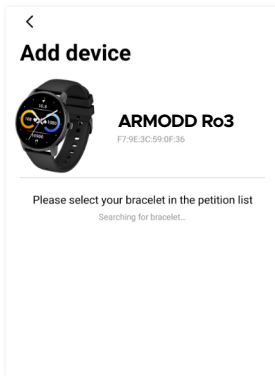 Add device
ARMODD Ro3
F7:9E:3C:59:0F:36
Please select your bracelet in the petition list
Searching for bracelet...